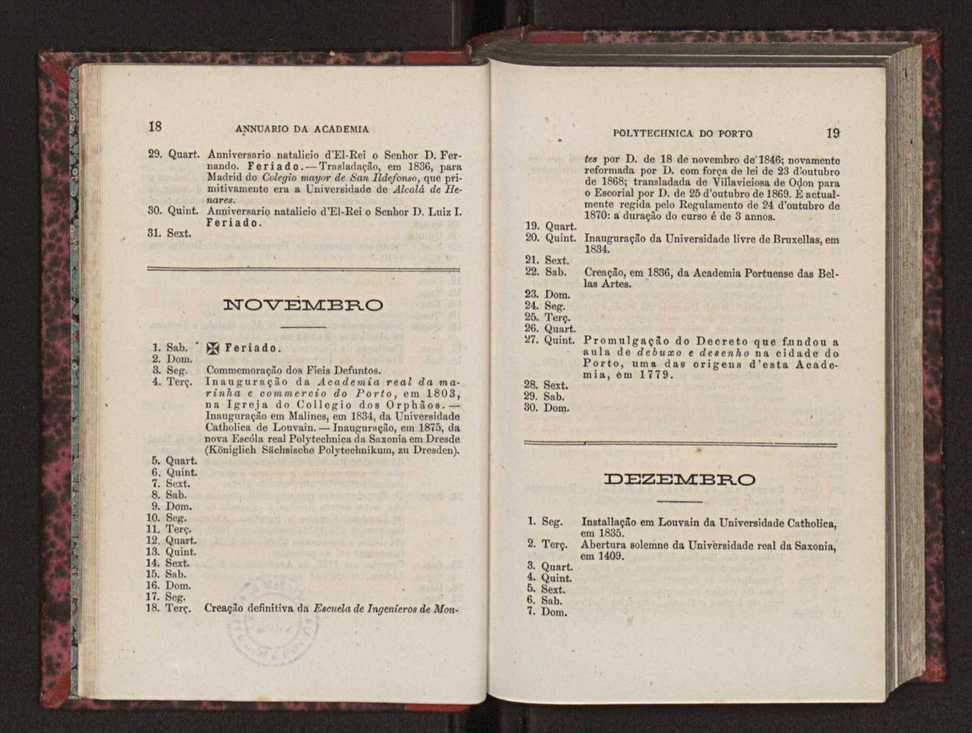 18 ANNUARIO DA ACADEMIA
29. Quart. Anniversario natalicio d'El-Rei o Senhor D. Fer-
nando. Feriado.—Trasladação, em 1836, para
Madrid do Colegio mayor de San Ildefonso, que pri-
mitivamente era a Universidade de Alcalá de He-
nares.
30. Quint. Anniversario natalicio d'El-Rei o Senhor D. Luiz I.
Feriado.
31. Sext.
NOVEMBRO
1. Sab. ✠ Feriado.
2. Dom.
3. Seg. Commemoração dos Fieis Defuntos.
4. Terç. Inauguração da Academia real da ma-
rinha e commercio do Porto, em 1803,
na Igreja do Collegio dos Orphãos.—
Inauguração em Malines, em 1834, da Universidade
Catholica de Louvain.—Inauguração, em 1875, da
nova Escóla real Polytechnica da Saxonia em Dresde
(Königlich Sächsische Polytechnikum, zu Dresden).
5. Quart.
6. Quint.
7. Sext.
8. Sab.
9. Dom.
10. Seg.
11. Terç.
12. Quart.
13. Quint.
14. Sext.
15. Sab.
16. Dom.
17. Seg.
18. Terç. Creação definitiva da Escuela de Ingenieros de Mon-
POLYTECHNICA DO PORTO 19
tes por D. de 18 de novembro de 1846; novamente
reformada por D. com força de lei de 23 d'outubro
de 1868; transladada de Villaviciosa de Odon para
o Escorial por D. de 25 d'outubro de 1869. E actual-
mente regida pelo Regulamento de 24 d'outubro de
1870: a duração do curso é de 3 annos.
19. Quart.
20. Quint. Inauguração da Universidade livre de Bruxellas, em
1834.
21. Sext.
22. Sab. Creação, em 1836, da Academia Portuense das Bel-
las Artes.
23. Dom.
24. Seg.
25. Terç.
26. Quart.
27. Quint. Promulgação do Decreto que fundou a
aula de debuxo e desenho na cidade do
Porto, uma das origens d'esta Acade-
mia, em 1779.
28. Sext.
29. Sab.
30. Dom.
DEZEMBRO
1. Seg. Installação em Louvain da Universidade Catholica,
em 1835.
2. Terç. Abertura solemne da Universidade real da Saxonia,
em 1409.
3. Quart.
4. Quint.
5. Sext.
6. Sab.
7. Dom.